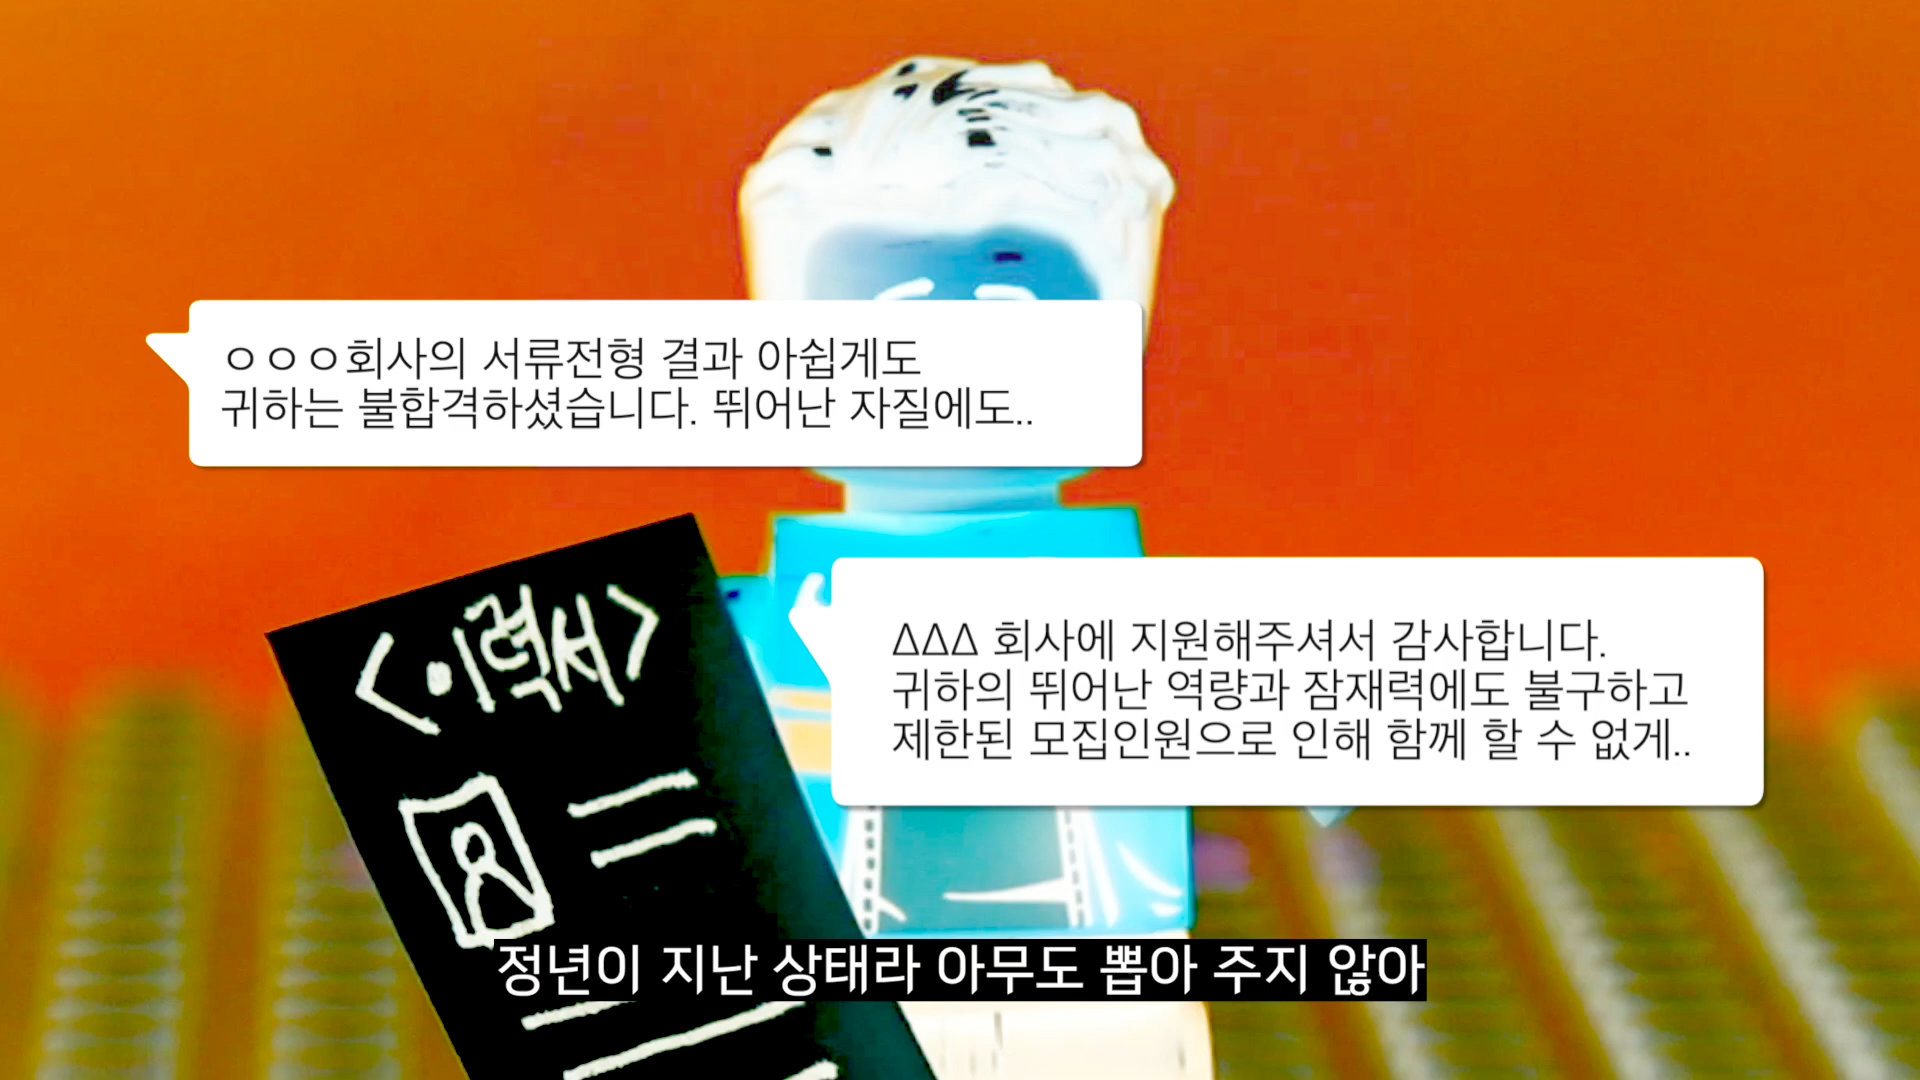 ㅇㅇㅇ회사의 서류전형 결과 아쉽게도
귀하는 불합격하셨습니다. 뛰어난 자질에도..
<이력서>
ΔΔΔ 회사에 지원해주셔서 감사합니다.
귀하의 뛰어난 역량과 잠재력에도 불구하고
제한된 모집인원으로 인해 함께 할 수 없게..
정년이 지난 상태라 아무도 뽑아 주지 않아